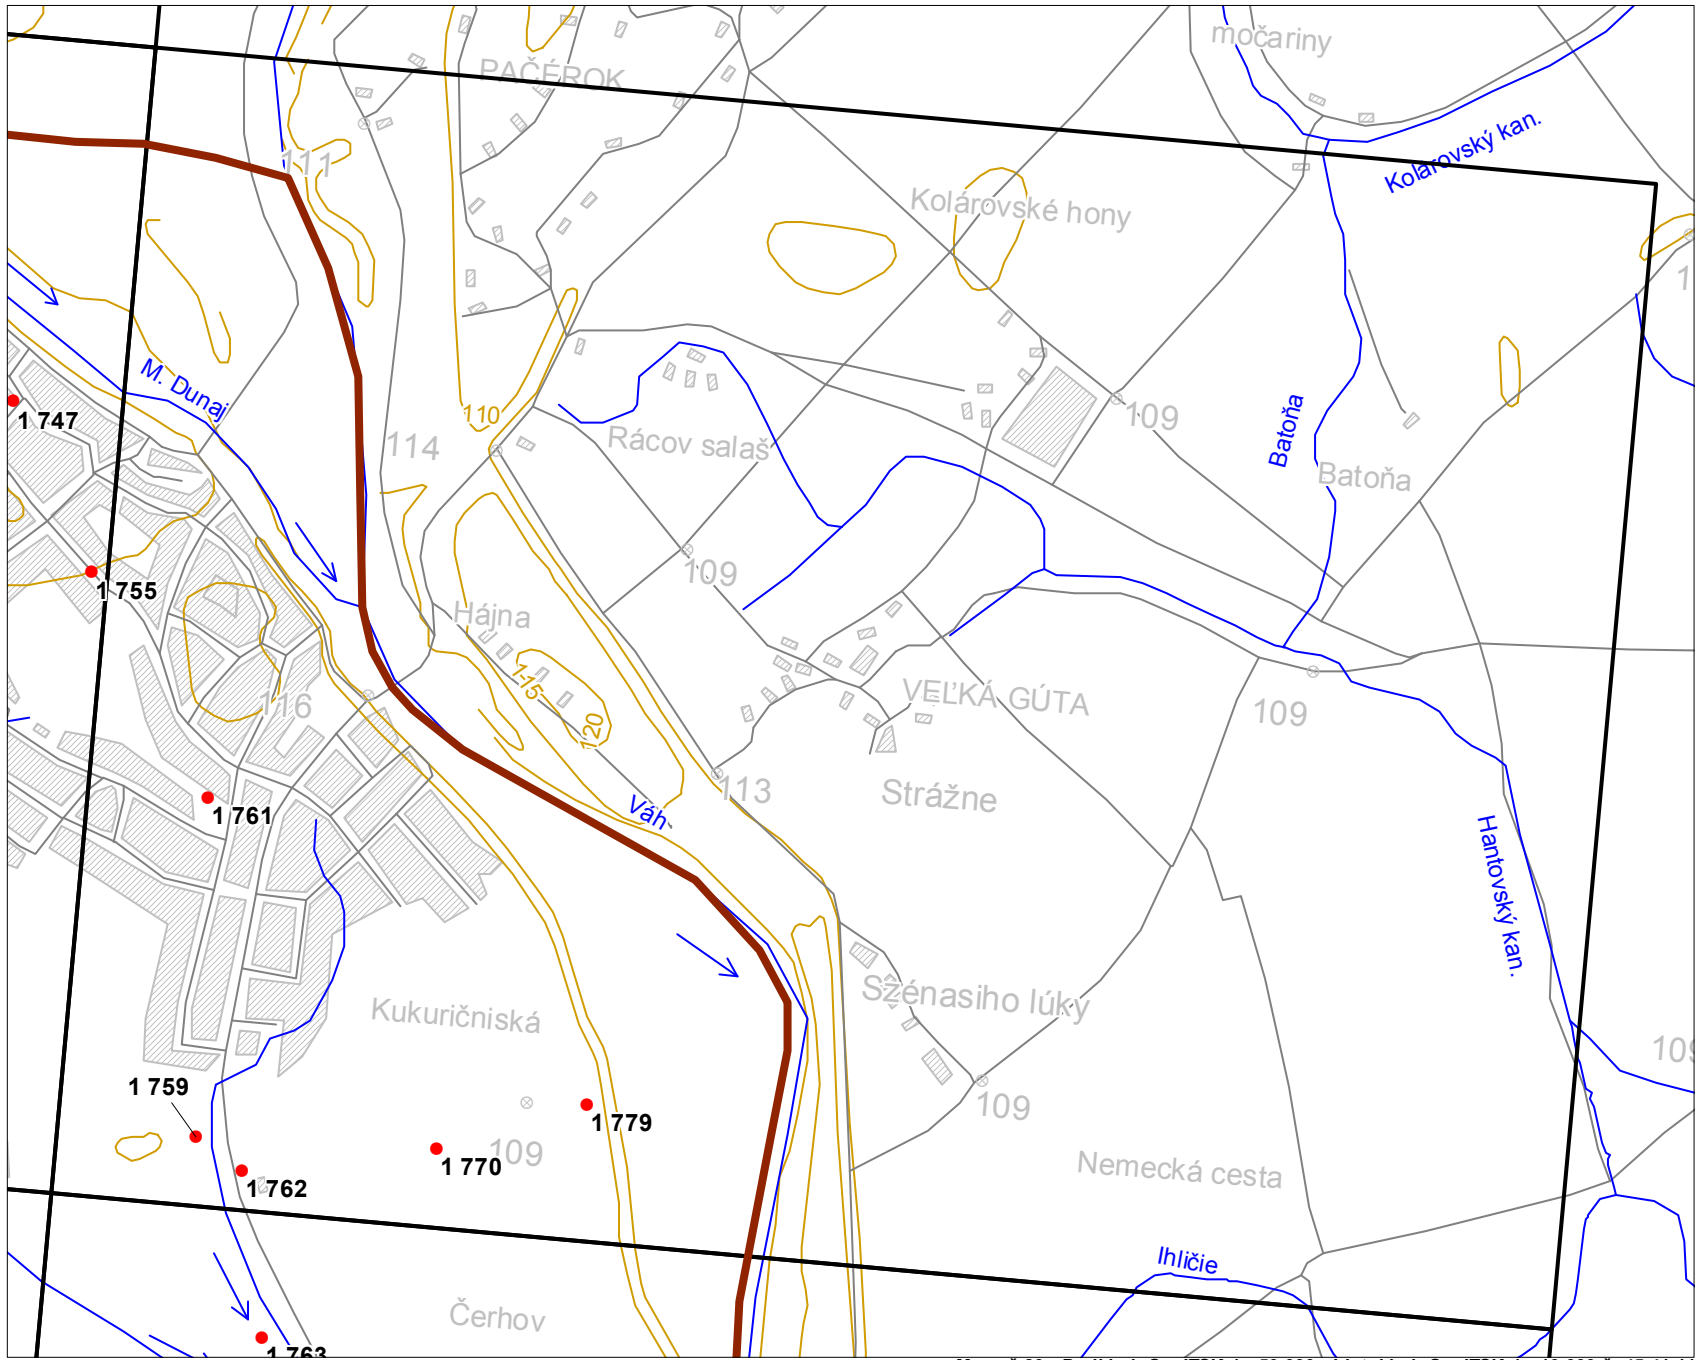 močariny
PAČÉROK
Kolárovský kan.
111
Kolárovské hony
M. Dunaj
1 747
110
114
Rácov salaš
109
Batoňa
Batoňa
1 755
109
Hájna
115
120
116
VEĽKÁ GÚTA
109
113
Strážne
Váh
1 761
Hantovský kan.
Szénasiho lúky
Kukuričniská
109
1 759
109
1 779
109
1 770
1 762
Nemecká cesta
Ihličie
Čerhov
1 763